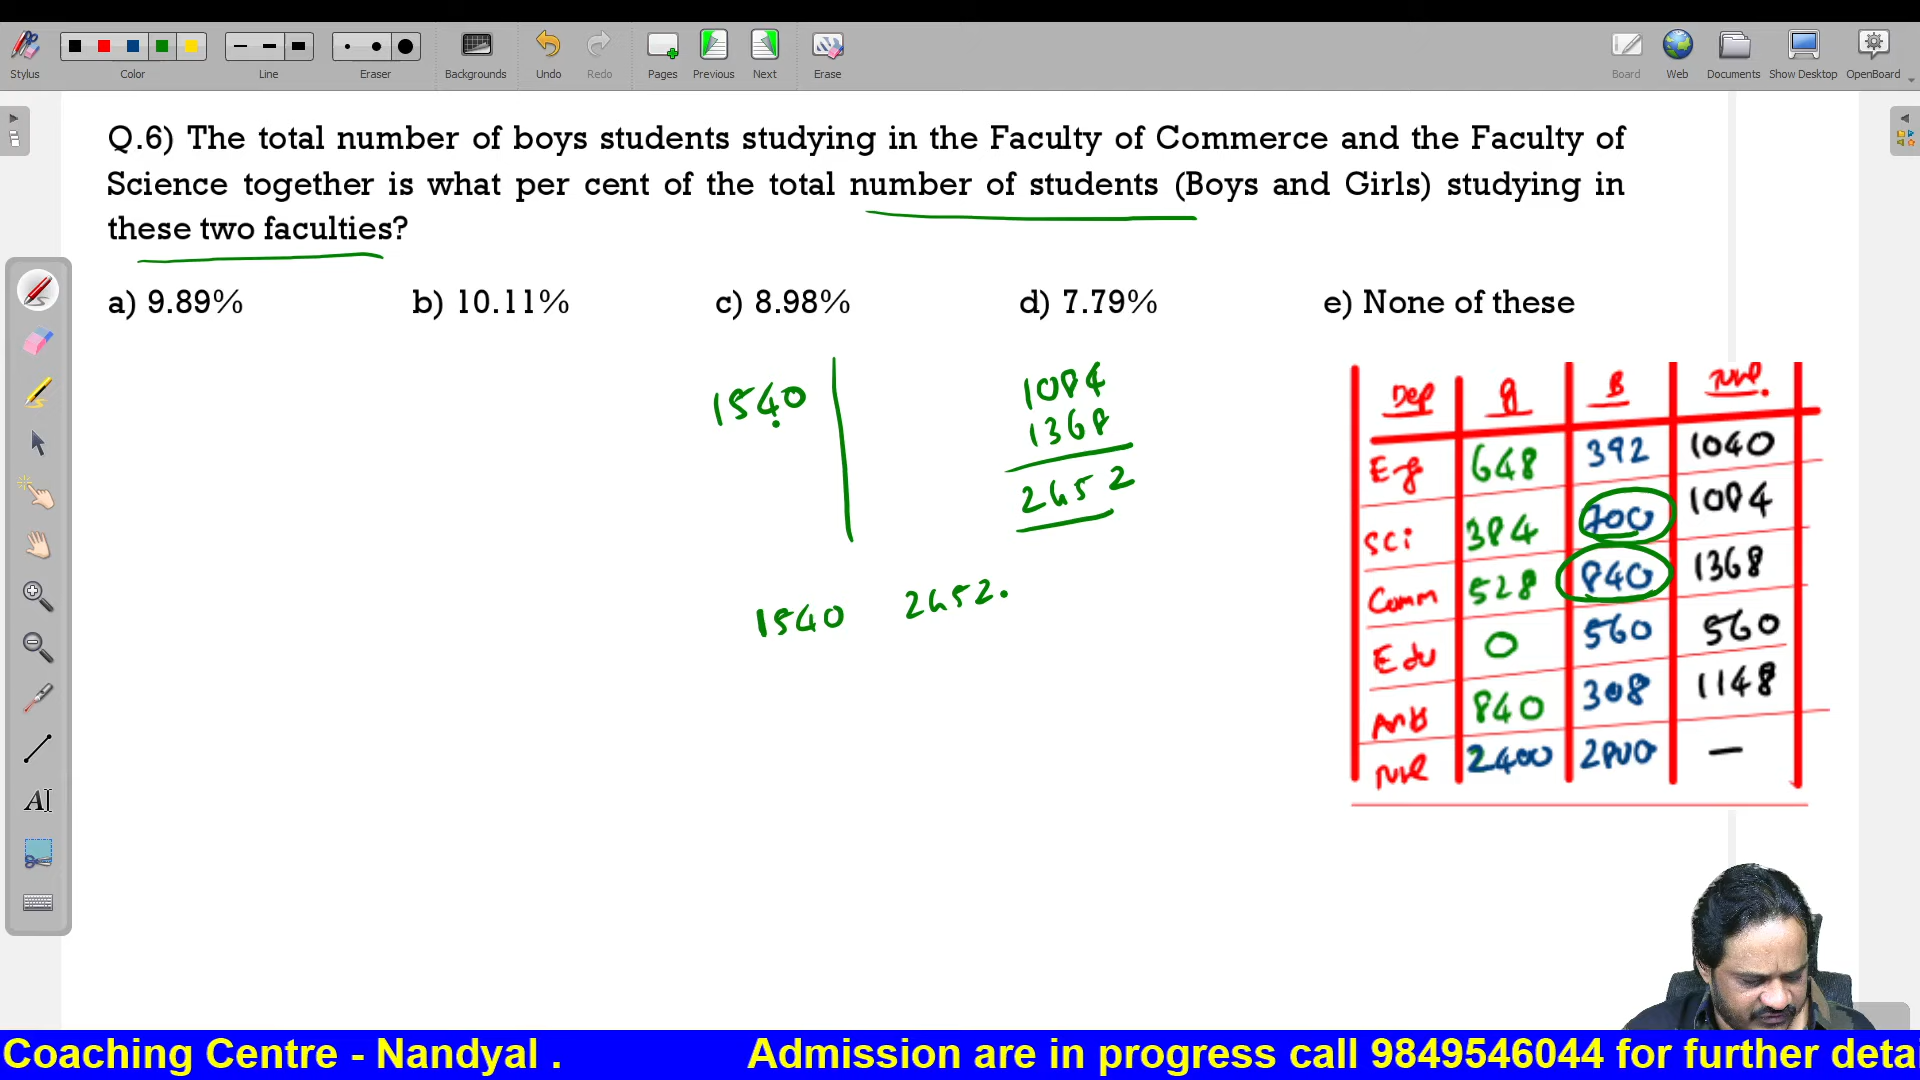 Stylus
Color
Line
Eraser
Backgrounds
Undo
Redo
Pages
Previous
Next
Erase
Board
Web
Documents
Show Desktop
OpenBoard
Q.6) The total number of boys students studying in the Faculty of Commerce and the Faculty of
Science together is what per cent of the total number of students (Boys and Girls) studying in
these two faculties?
a) 9.89% b) 10.11% c) 8.98% d) 7.79% e) None of these
1540
1084
1368
2452
1540 2452.
Dep g B
Eg 648 392 1040
Sci 384 700 1084
Comm 528 840 1368
Edu 0 560 560
Arts 840 308 1148
2400 2800 —
Coaching Centre - Nandyal . Admission are in progress call 9849546044 for further detai